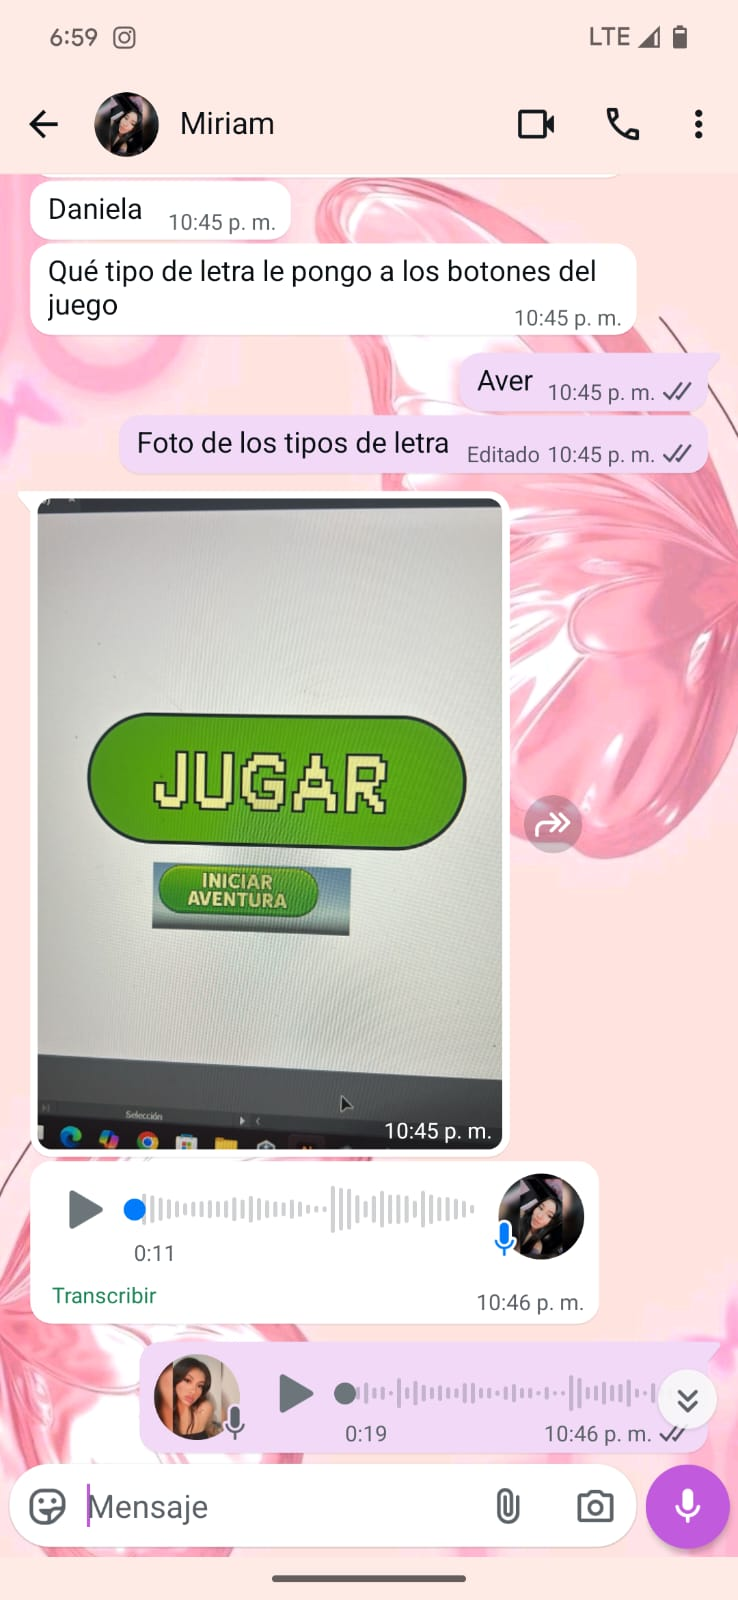 6:59
LTE
Miriam
Daniela
10:45 p. m.
Qué tipo de letra le pongo a los botones del
juego
10:45 p. m.
Aver
10:45 p. m.
Foto de los tipos de letra
Editado 10:45 p. m.
JUGAR
INICIAR
AVENTURA
Selección
10:45 p. m.
0:11
Transcribir
10:46 p. m.
0:19
10:46 p. m.
Mensaje